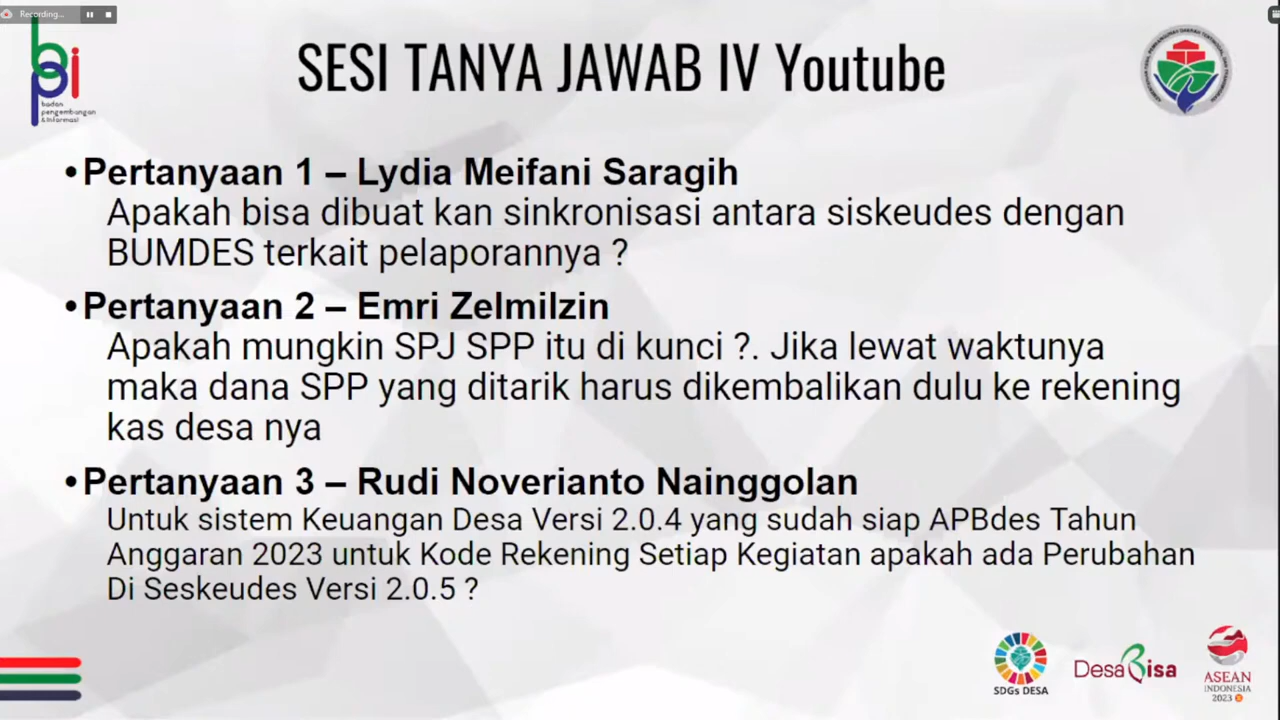 Recording...
bpi
badan
pengembangan
& informasi
SESI TANYA JAWAB IV Youtube
•Pertanyaan 1 – Lydia Meifani Saragih
Apakah bisa dibuat kan sinkronisasi antara siskeudes dengan
BUMDES terkait pelaporannya ?
•Pertanyaan 2 – Emri Zelmilzin
Apakah mungkin SPJ SPP itu di kunci ?. Jika lewat waktunya
maka dana SPP yang ditarik harus dikembalikan dulu ke rekening
kas desa nya
•Pertanyaan 3 – Rudi Noverianto Nainggolan
Untuk sistem Keuangan Desa Versi 2.0.4 yang sudah siap APBdes Tahun
Anggaran 2023 untuk Kode Rekening Setiap Kegiatan apakah ada Perubahan
Di Seskeudes Versi 2.0.5 ?
SDGs DESA
Desa Bisa
ASEAN
INDONESIA
2023